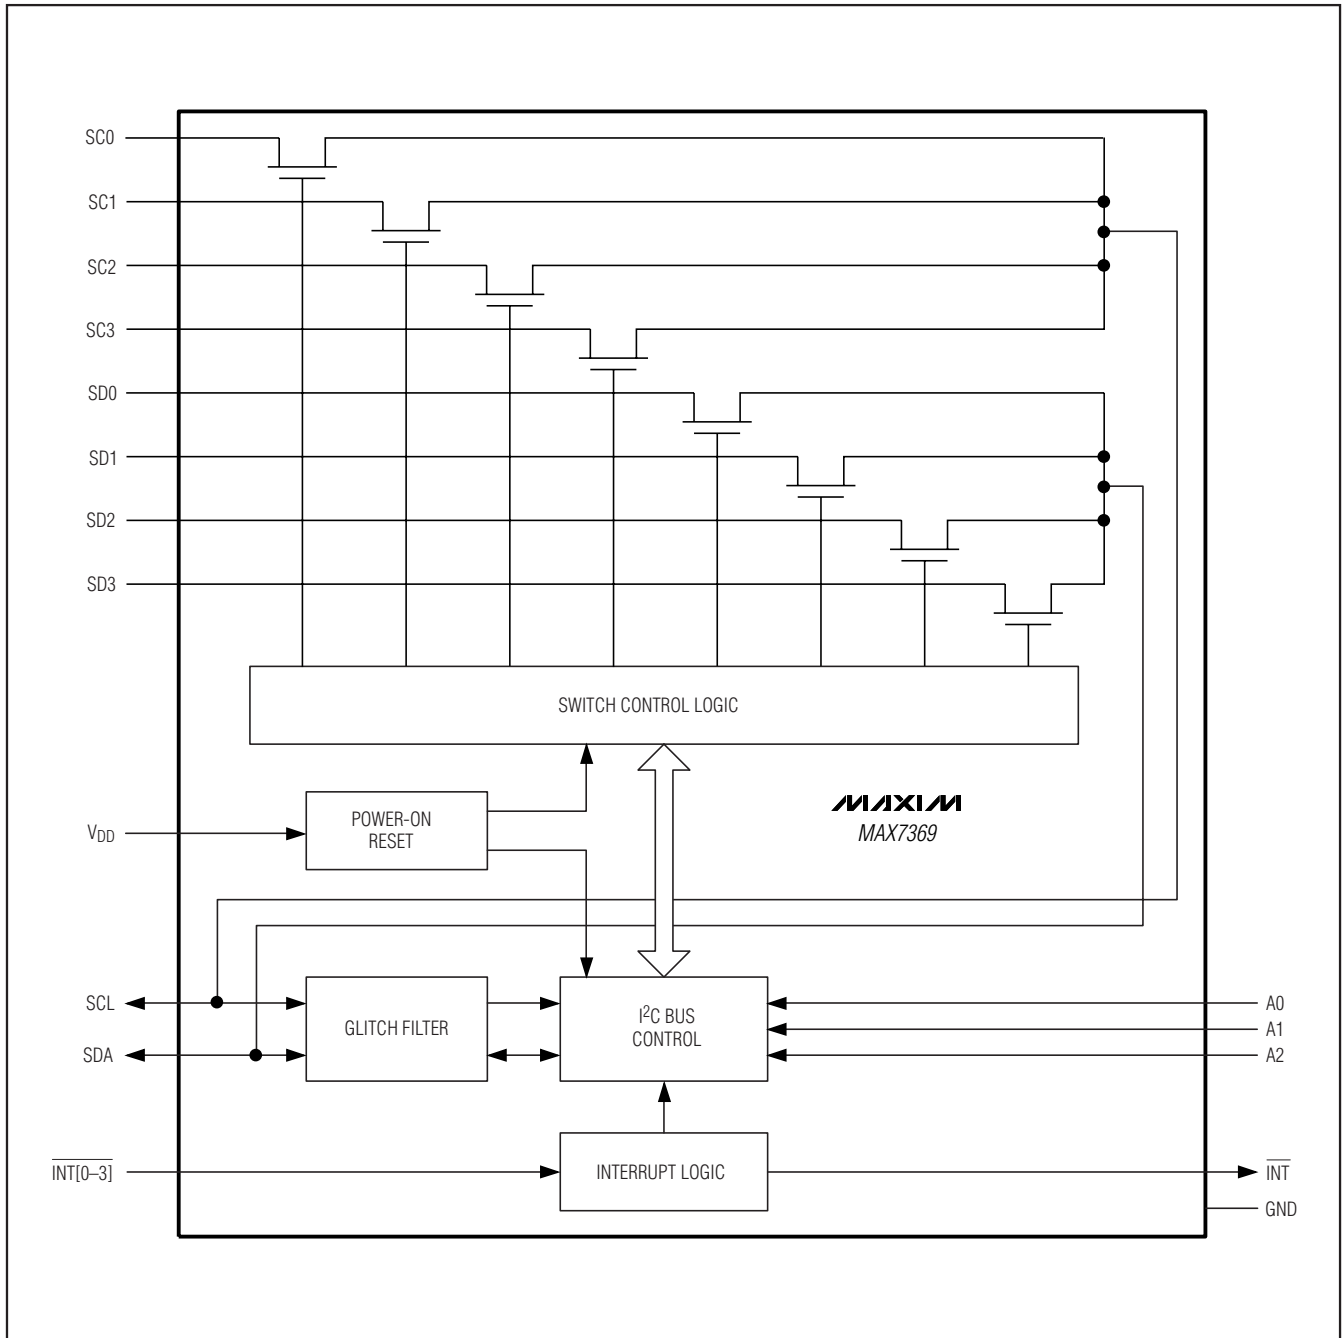 SC0
SC1
SC2
SC3
SD0
SD1
SD2
SD3
SWITCH CONTROL LOGIC
MAXIM
MAX7369
VDD
POWER-ON
RESET
SCL
SDA
GLITCH FILTER
I²C BUS
CONTROL
A0
A1
A2
INT[0–3]
INTERRUPT LOGIC
INT
GND